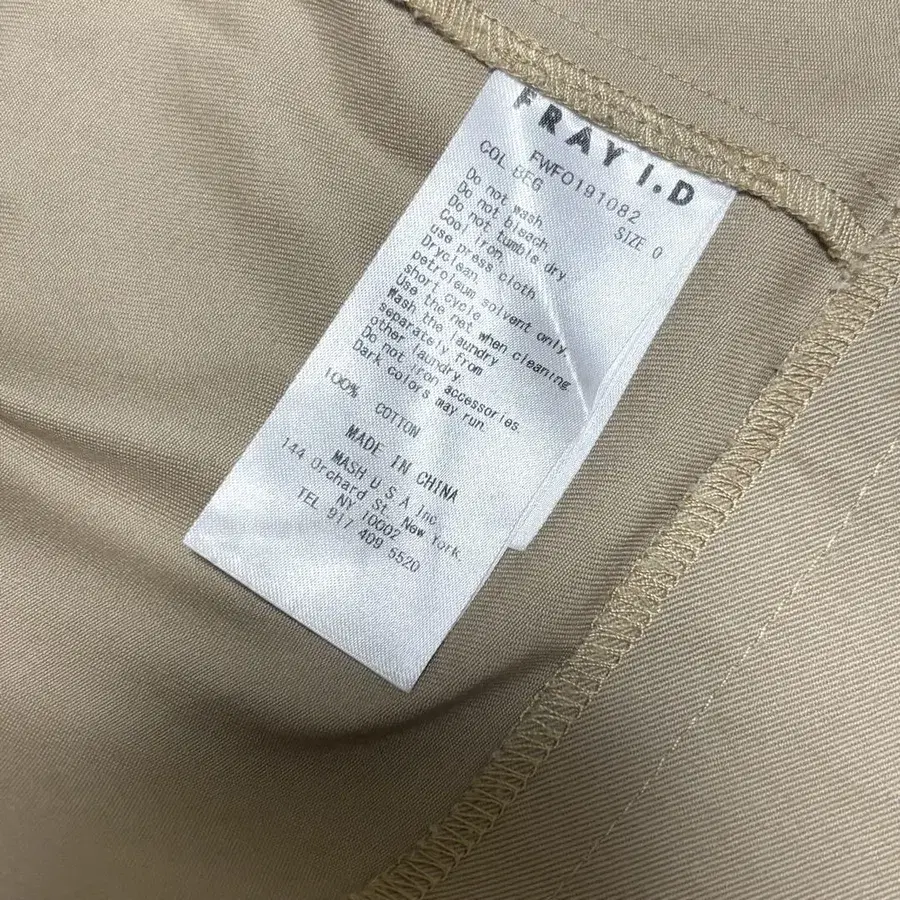 FRAY I.D
FWFO191082
COL BEG SIZE 0
Do not wash.
Do not bleach.
Do not tumble dry.
Cool iron.
use press cloth
Dryclean.
petroleum solvent only
short cycle
Use the net when cleaning.
Wash the laundry
separately from
other laundry.
Do not iron accessories.
Dark colors may run.
100% COTTON
MADE IN CHINA
MASH U S A Inc.
144 Orchard St, New York.
NY 10002
TEL 917 409 5520